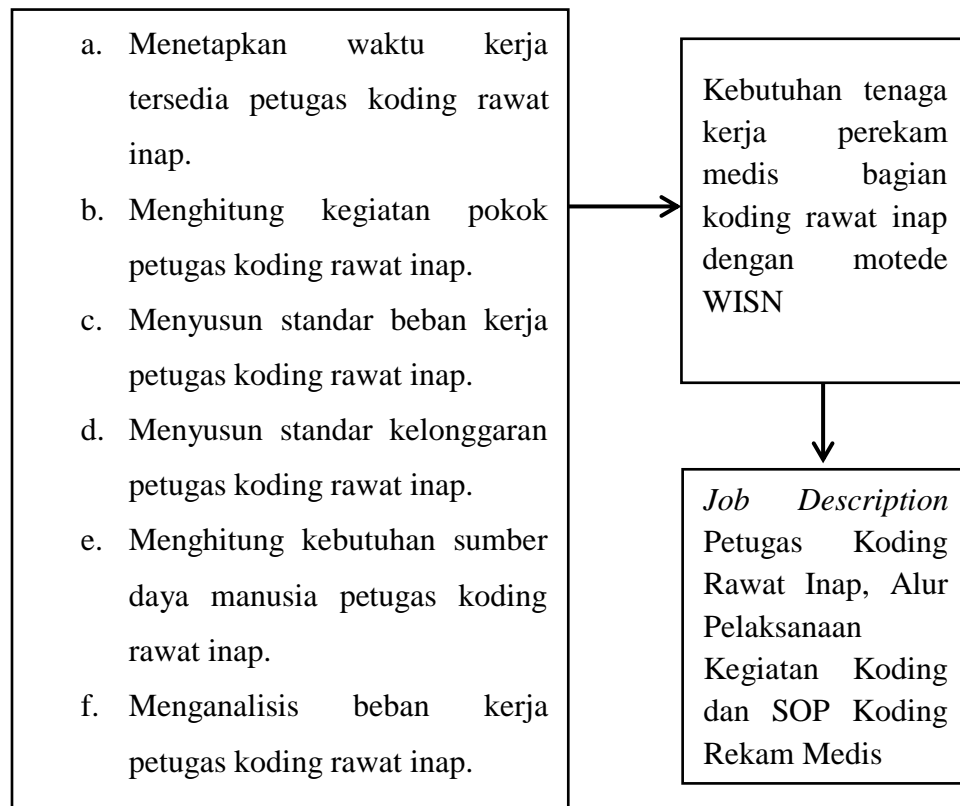 a. Menetapkan waktu kerja
tersedia petugas koding rawat
inap.
b. Menghitung kegiatan pokok
petugas koding rawat inap.
c. Menyusun standar beban kerja
petugas koding rawat inap.
d. Menyusun standar kelonggaran
petugas koding rawat inap.
e. Menghitung kebutuhan sumber
daya manusia petugas koding
rawat inap.
f. Menganalisis beban kerja
petugas koding rawat inap.
Kebutuhan tenaga
kerja perekam
medis bagian
koding rawat inap
dengan motede
WISN
Job Description
Petugas Koding
Rawat Inap, Alur
Pelaksanaan
Kegiatan Koding
dan SOP Koding
Rekam Medis